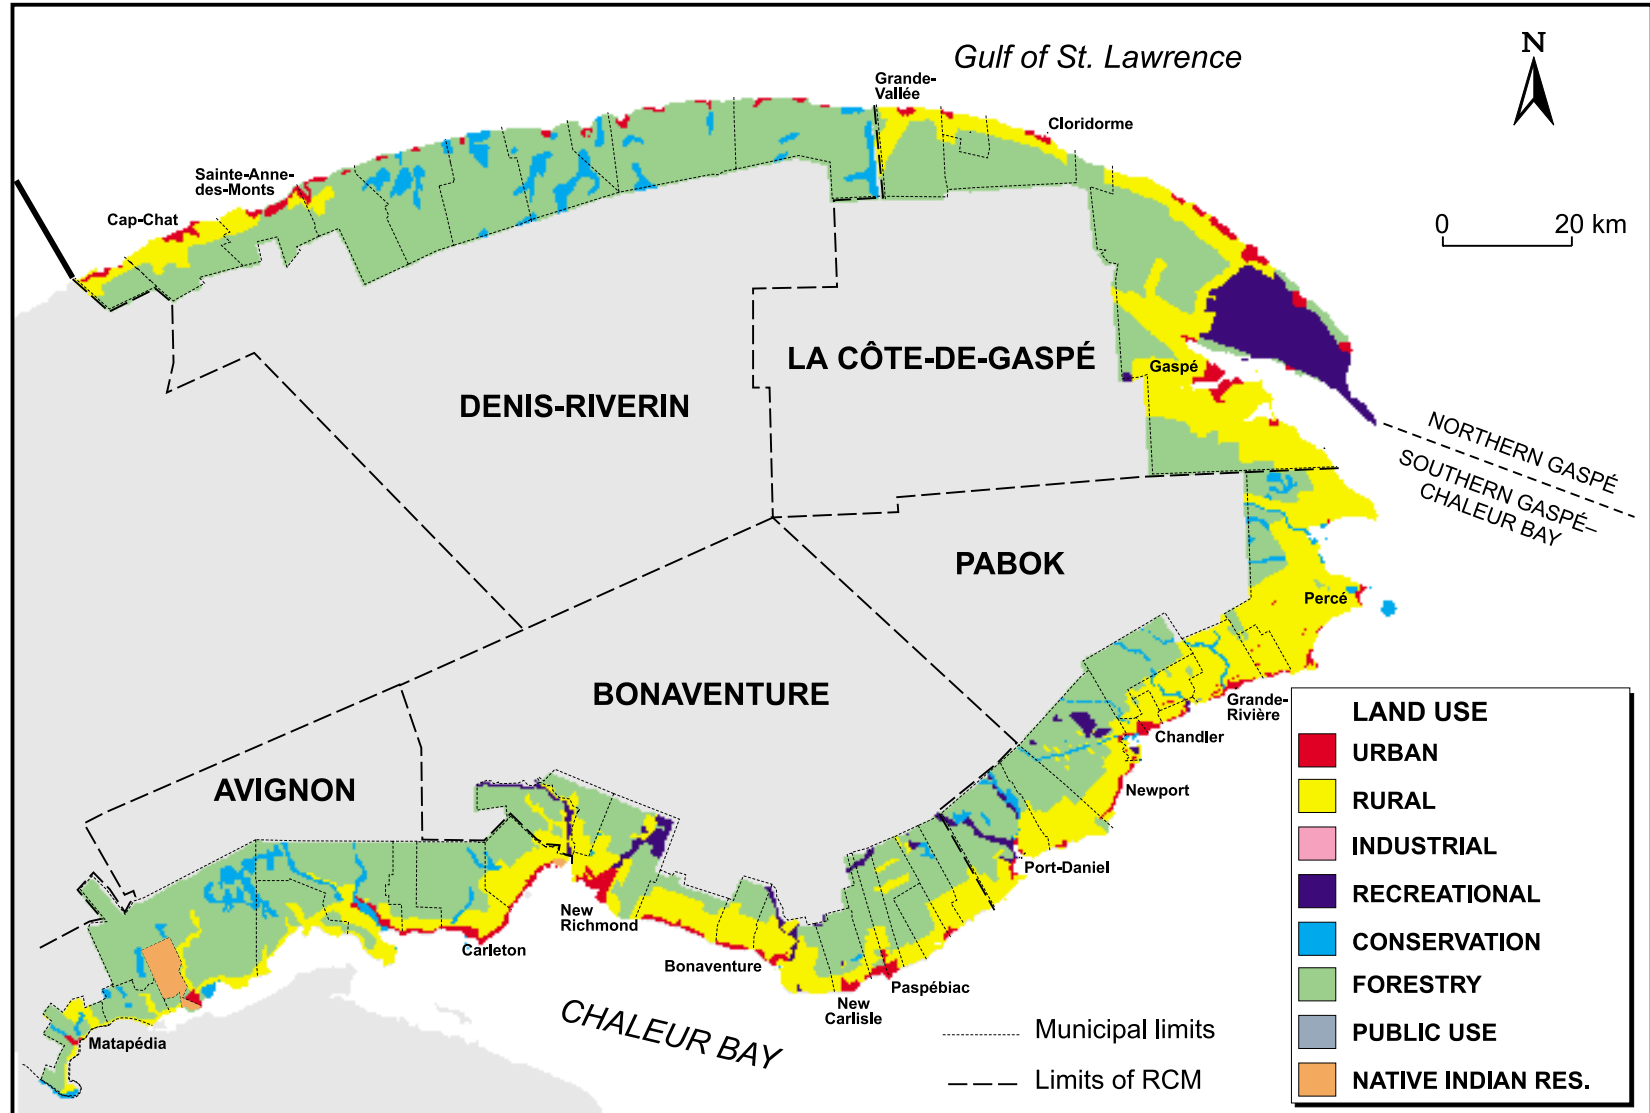 Gulf of St. Lawrence
N
Grande-
Vallée
Cloridorme
Sainte-Anne-
des-Monts
Cap-Chat
0 20 km
LA CÔTE-DE-GASPÉ
Gaspé
DENIS-RIVERIN
NORTHERN GASPÉ
SOUTHERN GASPÉ–
CHALEUR BAY
PABOK
Percé
BONAVENTURE
Grande-
Rivière
Chandler
AVIGNON
Newport
Port-Daniel
New
Richmond
Carleton
Bonaventure
Paspébiac
New
Carlisle
Matapédia
CHALEUR BAY
Municipal limits
Limits of RCM
LAND USE
URBAN
RURAL
INDUSTRIAL
RECREATIONAL
CONSERVATION
FORESTRY
PUBLIC USE
NATIVE INDIAN RES.